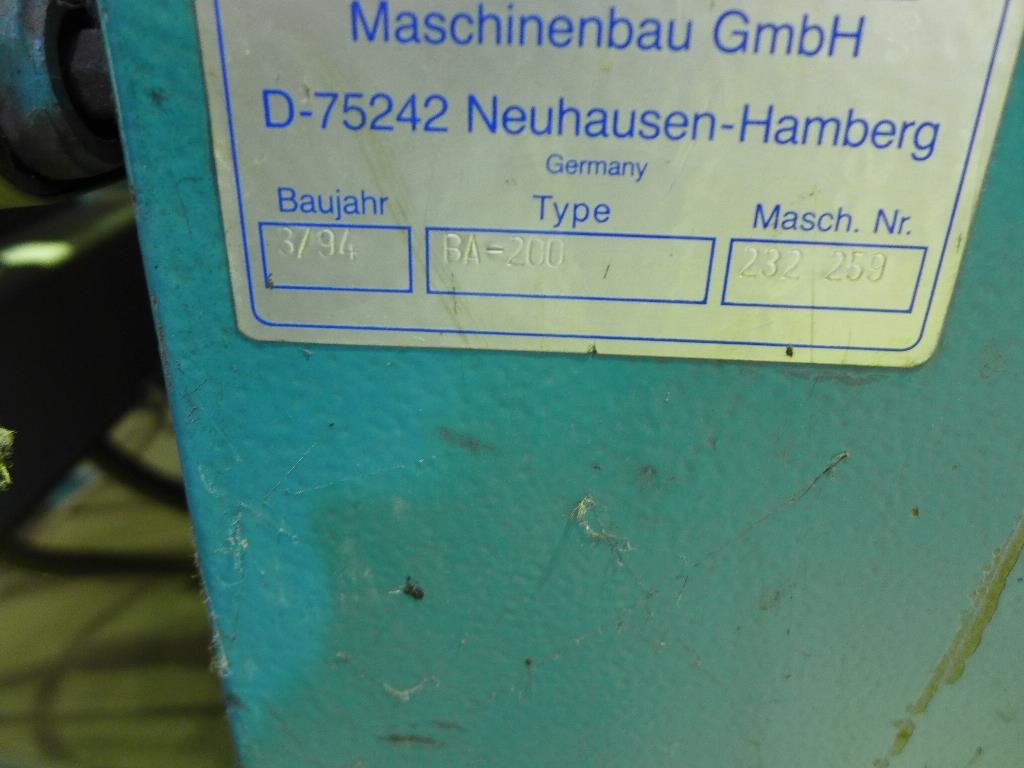 Maschinenbau GmbH
D-75242 Neuhausen-Hamberg
Germany
Baujahr Type Masch. Nr.
3/94 BA-200 232 259